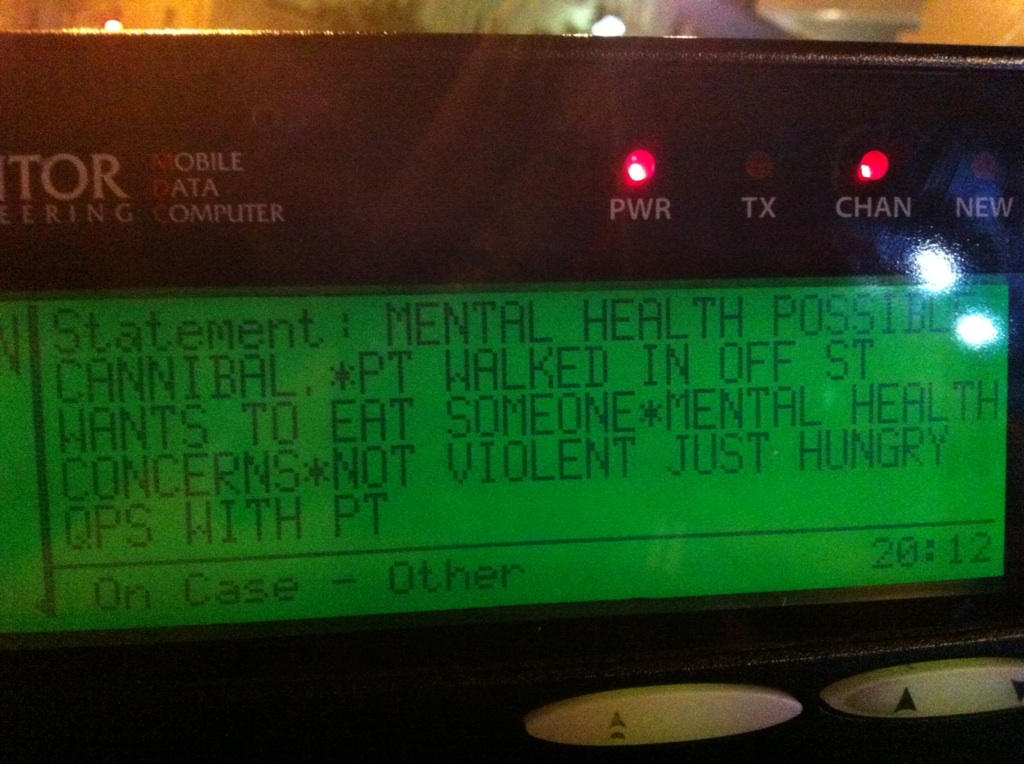 ITOR
EERING
MOBILE
DATA
COMPUTER
PWR
TX
CHAN
NEW
Statement: MENTAL HEALTH POSSIBLE
CANNIBAL.*PT WALKED IN OFF ST
WANTS TO EAT SOMEONE*MENTAL HEALTH
CONCERNS*NOT VIOLENT JUST HUNGRY
QPS WITH PT
On Case - Other
20:12